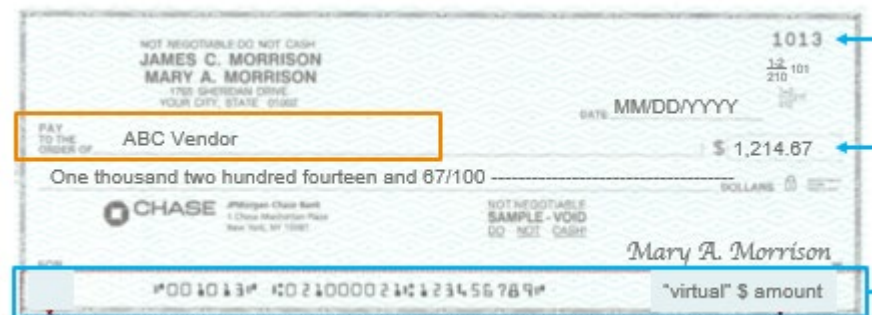 1013
NOT NEGOTIABLE DO NOT CASH
JAMES C. MORRISON
MARY A. MORRISON
1765 SHERIDAN DRIVE
YOUR CITY, STATE 01002
1-2
210 101
DATE MM/DD/YYYY
PAY
TO THE
ORDER OF ABC Vendor
$ 1,214.67
One thousand two hundred fourteen and 67/100 ---------------------------------- DOLLARS
CHASE
JPMorgan Chase Bank
1 Chase Manhattan Plaza
New York, NY 10081
NOT NEGOTIABLE
SAMPLE - VOID
DO NOT CASH!
Mary A. Morrison
FOR
⑈001013⑈ ⑆021000021⑆123456789⑈ "virtual" $ amount